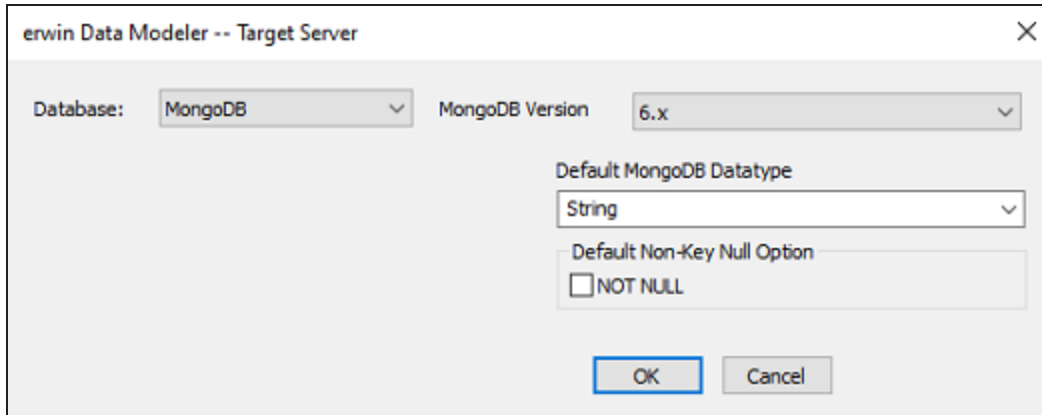 erwin Data Modeler -- Target Server
Database: MongoDB MongoDB Version 6.x
Default MongoDB Datatype
String
Default Non-Key Null Option
NOT NULL
OK Cancel